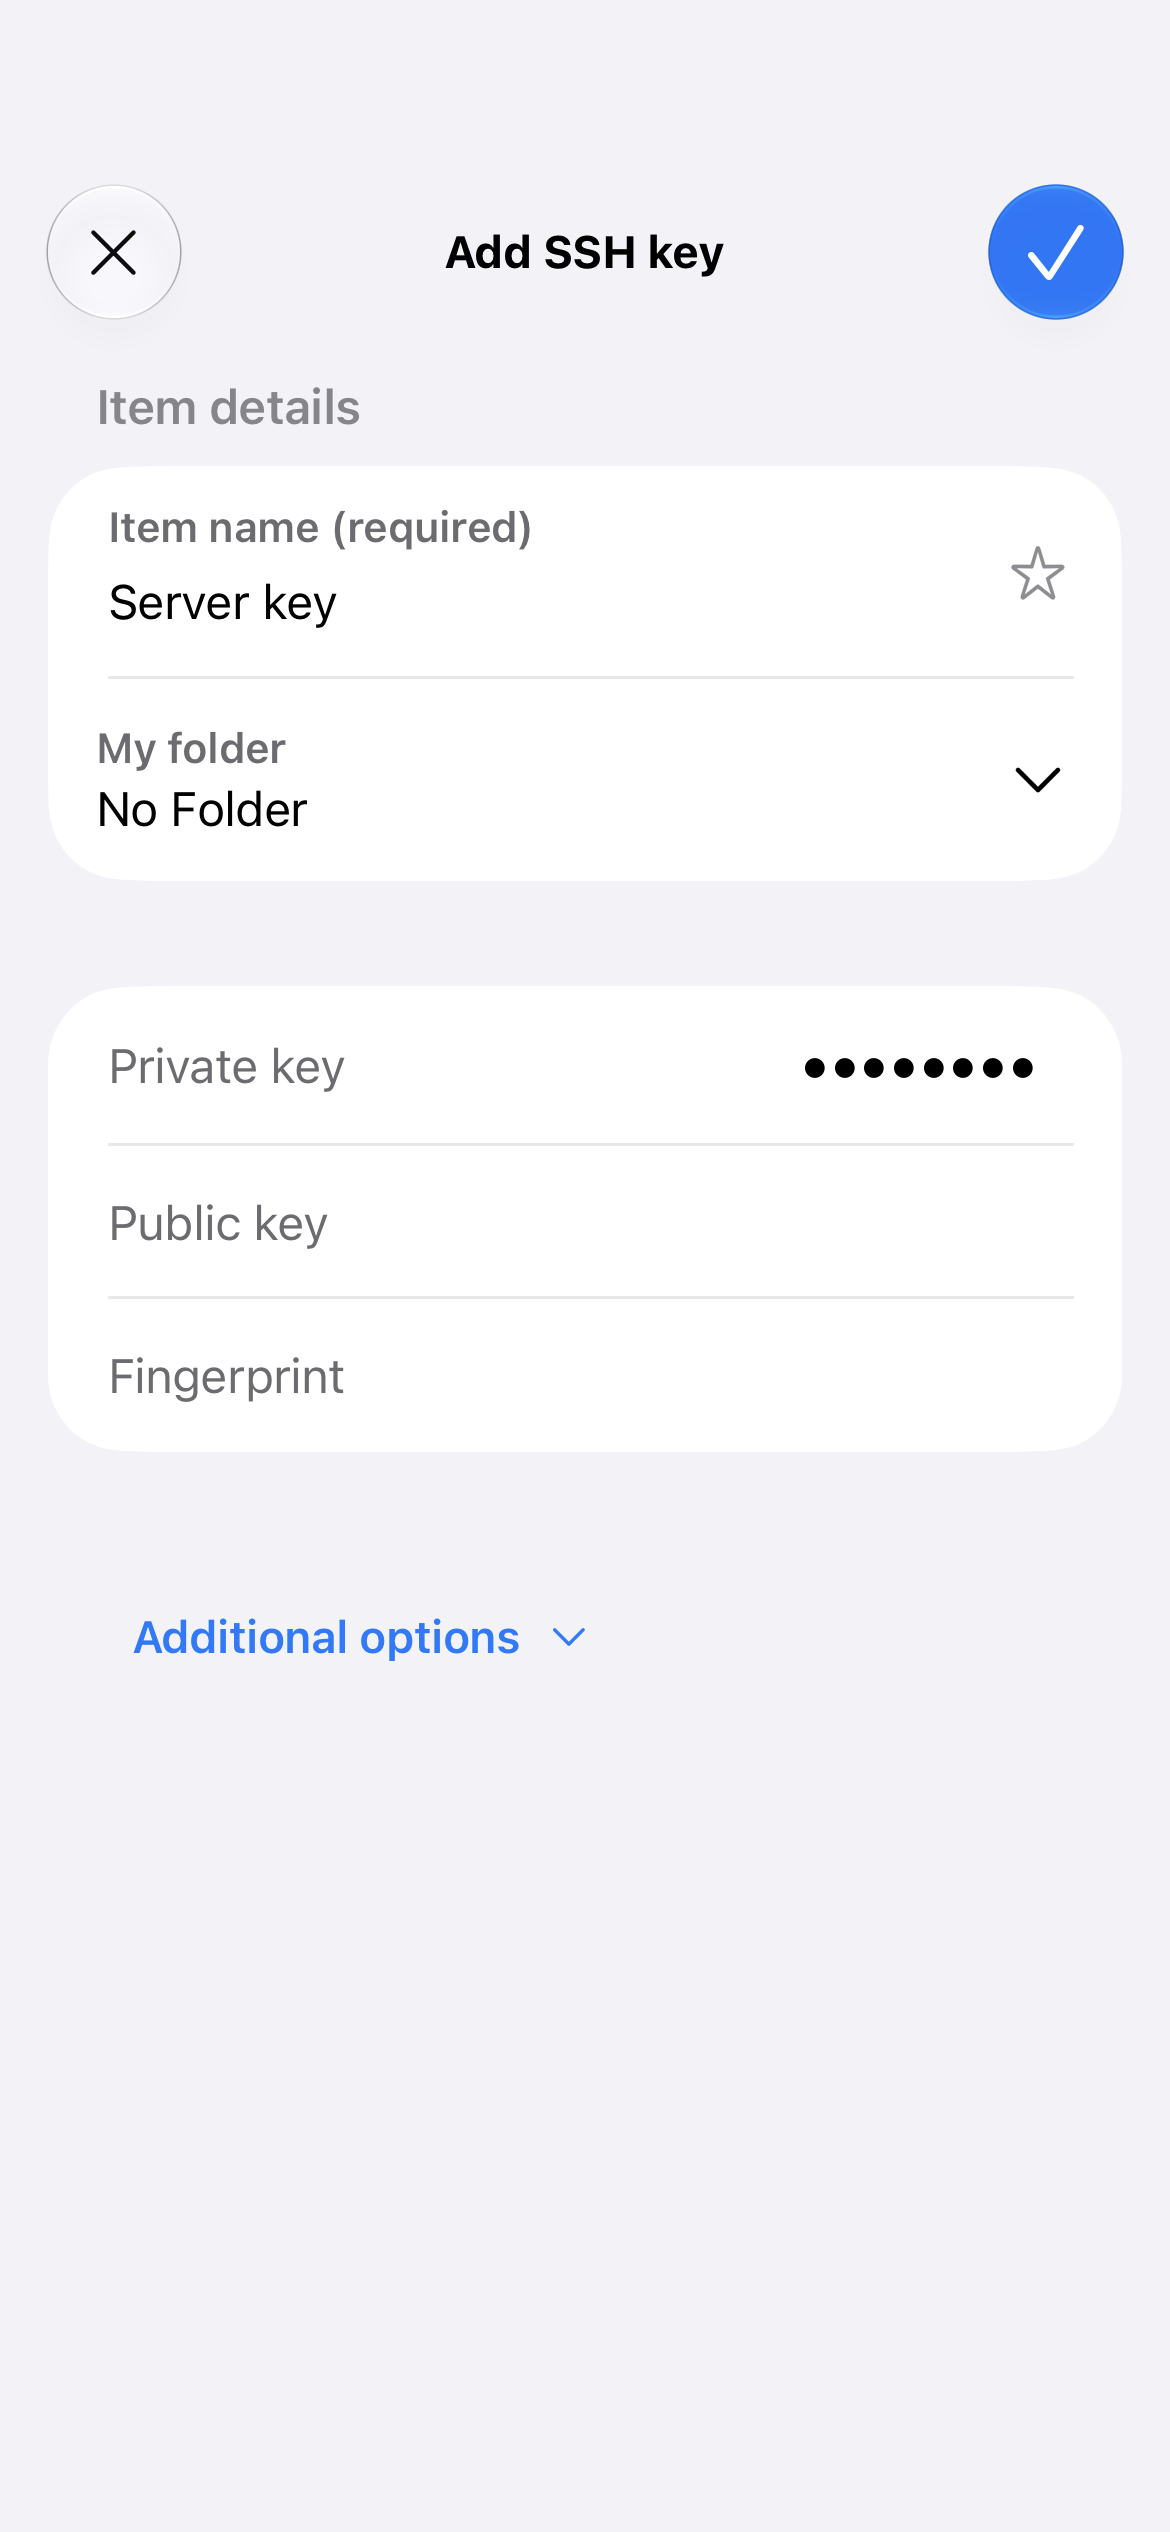 Add SSH key
Item details
Item name (required)
Server key
My folder
No Folder
Private key ••••••••
Public key
Fingerprint
Additional options